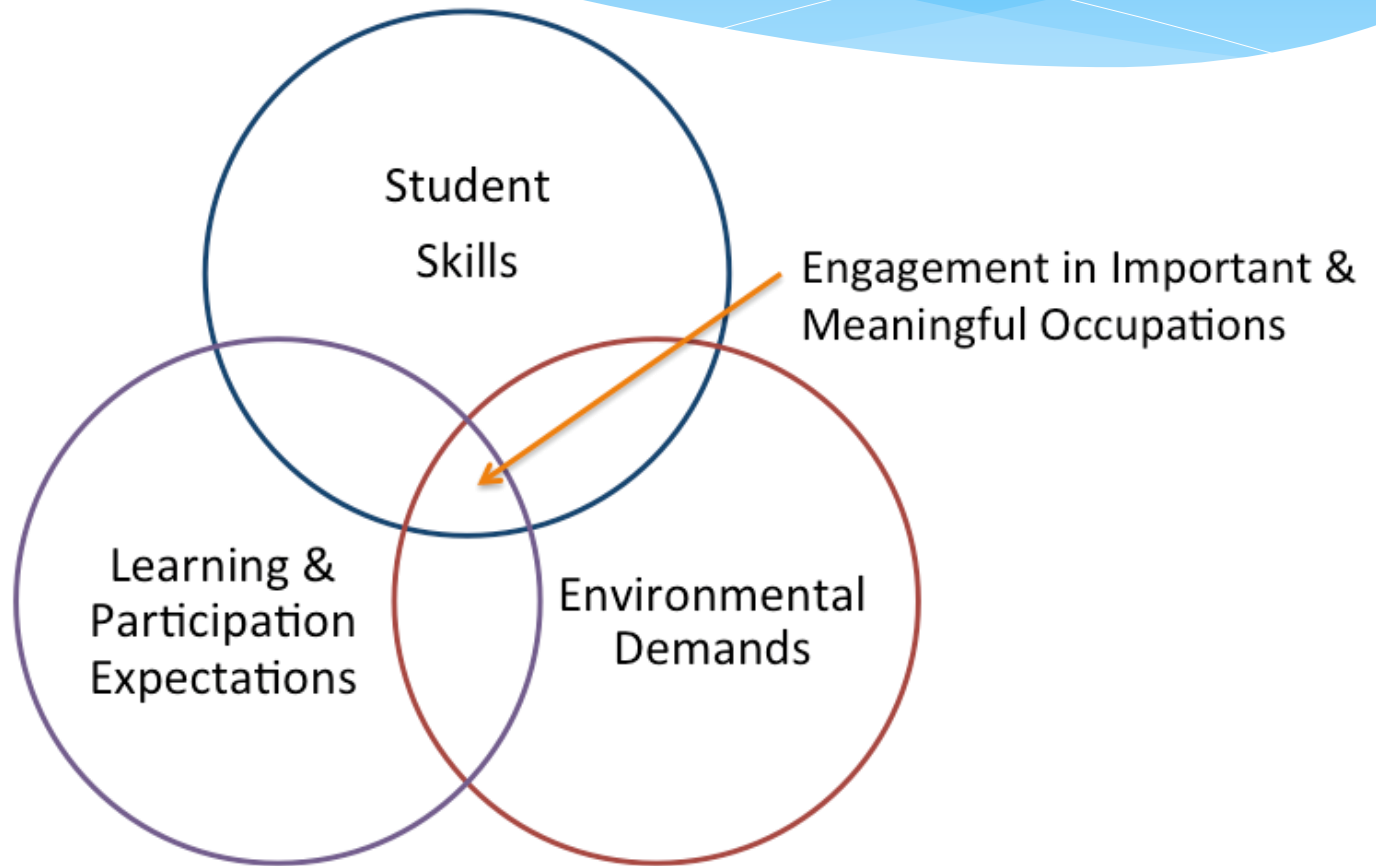 Student
Skills
Engagement in Important &
Meaningful Occupations
Learning &
Participation
Expectations
Environmental
Demands